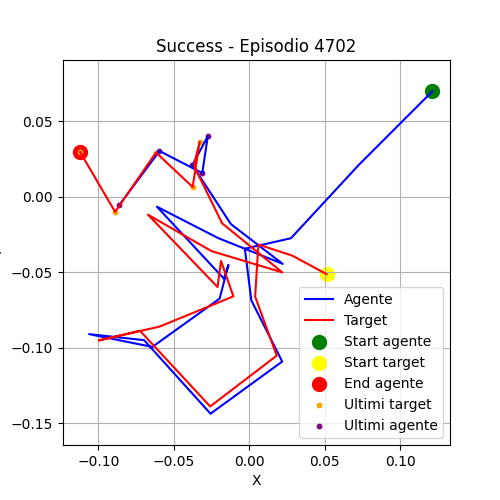 Success - Episodio 4702
0.05
0.00
−0.05
−0.10
−0.15
−0.10
−0.05
0.00
0.05
0.10
X
Agente
Target
Start agente
Start target
End agente
Ultimi target
Ultimi agente